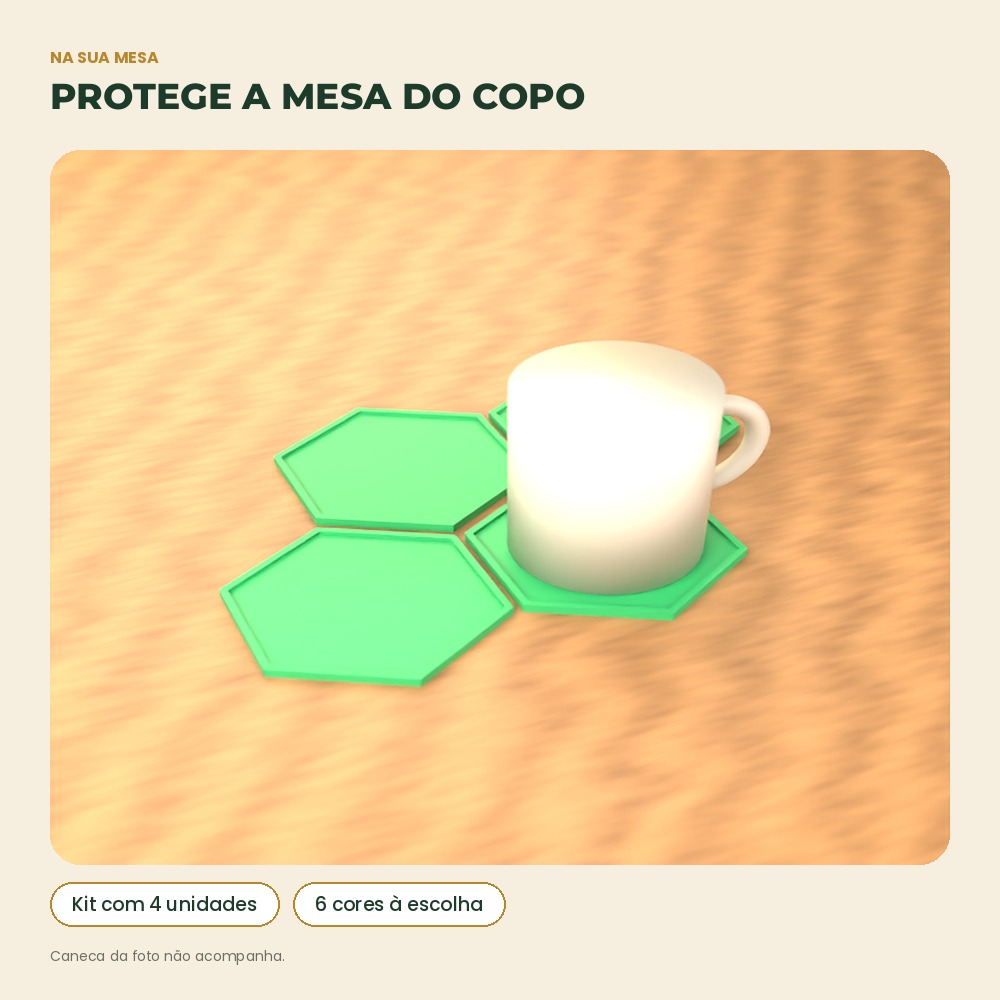 NA SUA MESA
PROTEGE A MESA DO COPO
Kit com 4 unidades
6 cores à escolha
Caneca da foto não acompanha.